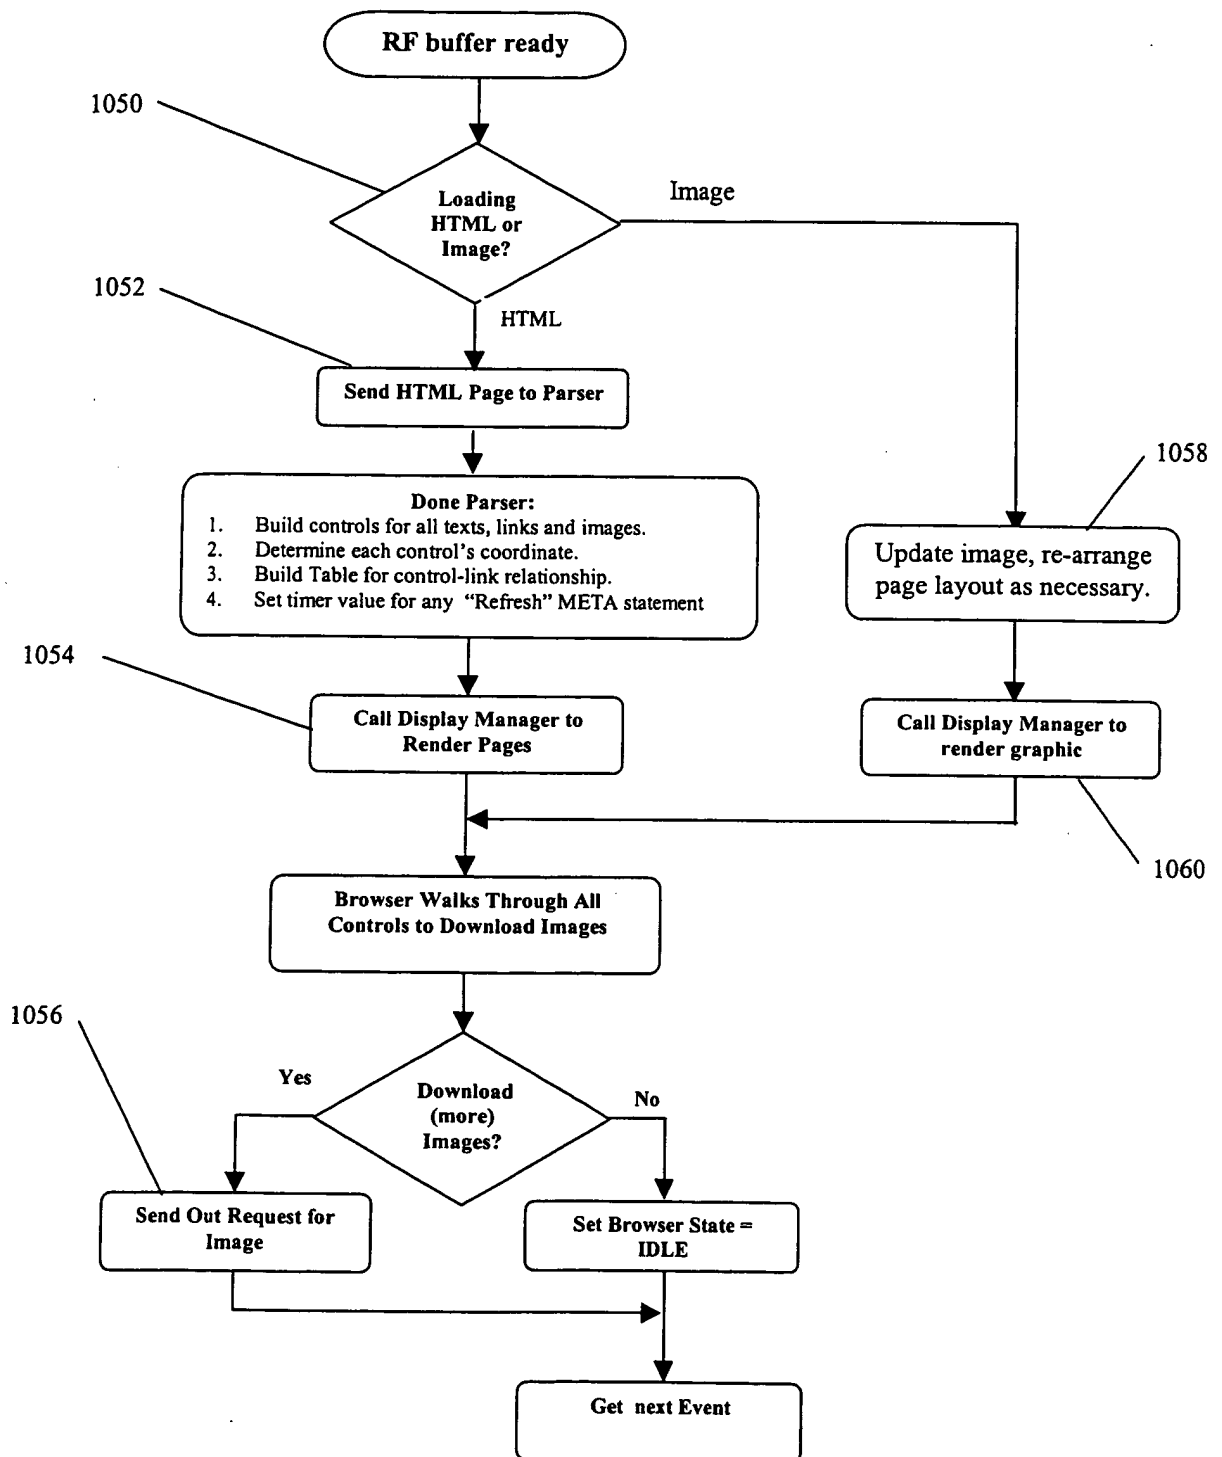 RF buffer ready
1050
Loading
HTML or
Image?
Image
1052
HTML
Send HTML Page to Parser
1058
Done Parser:
1. Build controls for all texts, links and images.
2. Determine each control's coordinate.
3. Build Table for control-link relationship.
4. Set timer value for any "Refresh" META statement
Update image, re-arrange
page layout as necessary.
1054
Call Display Manager to
Render Pages
Call Display Manager to
render graphic
1060
Browser Walks Through All
Controls to Download Images
1056
Yes
Download
(more)
Images?
No
Send Out Request for
Image
Set Browser State =
IDLE
Get next Event